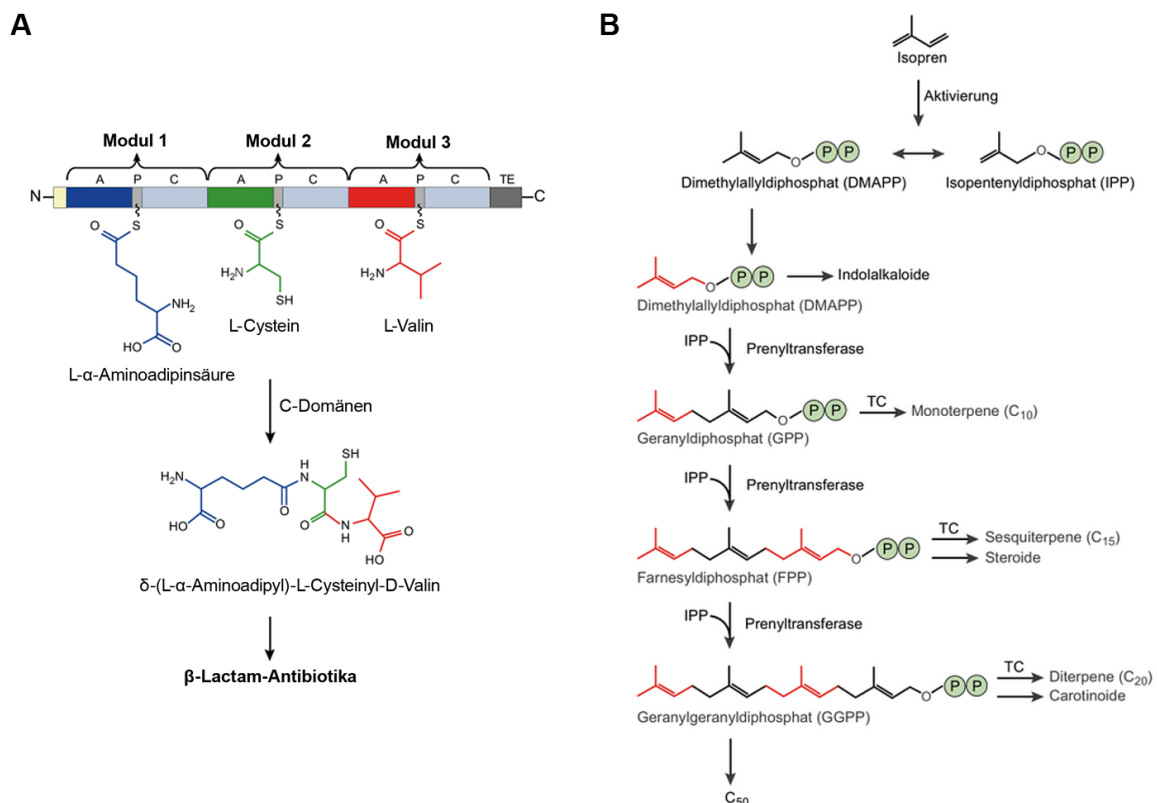 A
Modul 1 Modul 2 Modul 3
A P C A P C A P C TE
N C
O S O S O S
H₂N H₂N
NH₂ SH
HO O
L-Cystein L-Valin
L-α-Aminoadipinsäure
C-Domänen
SH
H₂N H N
O
HO O O N H O
HO
δ-(L-α-Aminoadipyl)-L-Cysteinyl-D-Valin
β-Lactam-Antibiotika
B
Isopren
Aktivierung
O P P O P P
Dimethylallyldiphosphat (DMAPP) Isopentenyldiphosphat (IPP)
O P P Indolalkaloide
Dimethylallyldiphosphat (DMAPP)
IPP Prenyltransferase
O P P TC Monoterpene (C₁₀)
Geranyldiphosphat (GPP)
IPP Prenyltransferase
O P P TC Sesquiterpene (C₁₅)
Steroide
Farnesyldiphosphat (FPP)
IPP Prenyltransferase
O P P TC Diterpene (C₂₀)
Carotinoide
Geranylgeranyldiphosphat (GGPP)
C₅₀